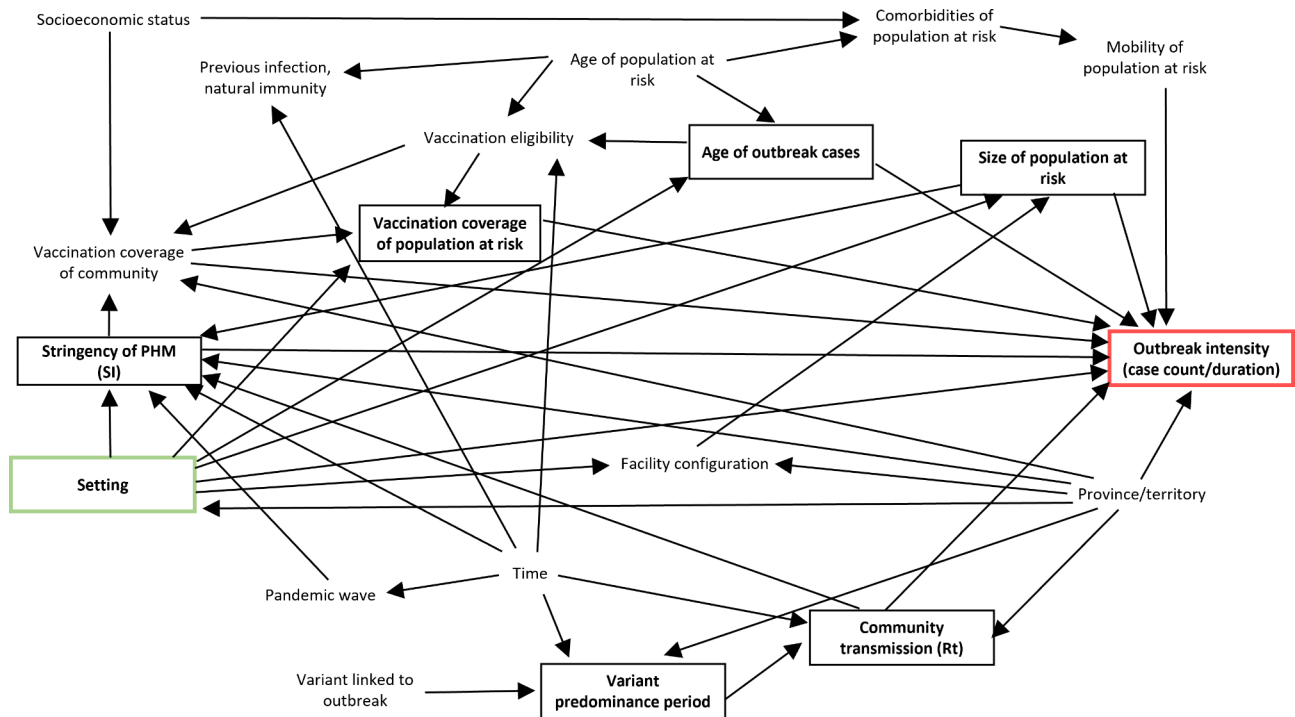 Socioeconomic status
Comorbidities of
population at risk
Mobility of
population at risk
Previous infection,
natural immunity
Age of population at
risk
Vaccination eligibility
Age of outbreak cases
Size of population at
risk
Vaccination coverage
of population at risk
Vaccination coverage
of community
Stringency of PHM
(SI)
Outbreak intensity
(case count/duration)
Setting
Facility configuration
Province/territory
Time
Pandemic wave
Community
transmission (Rt)
Variant linked to
outbreak
Variant
predominance period